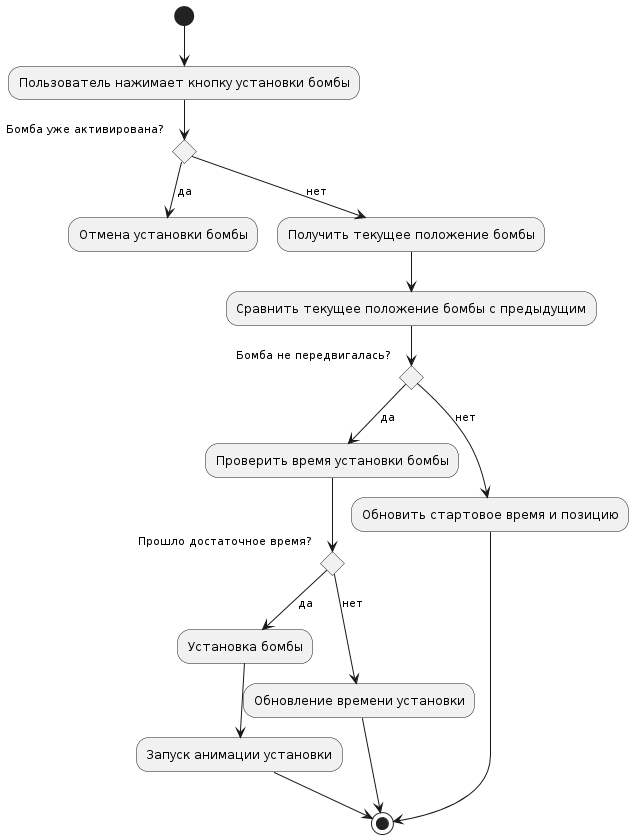 Пользователь нажимает кнопку установки бомбы
Бомба уже активирована?
да
нет
Отмена установки бомбы
Получить текущее положение бомбы
Сравнить текущее положение бомбы с предыдущим
Бомба не передвигалась?
да
нет
Проверить время установки бомбы
Обновить стартовое время и позицию
Прошло достаточное время?
да
нет
Установка бомбы
Обновление времени установки
Запуск анимации установки